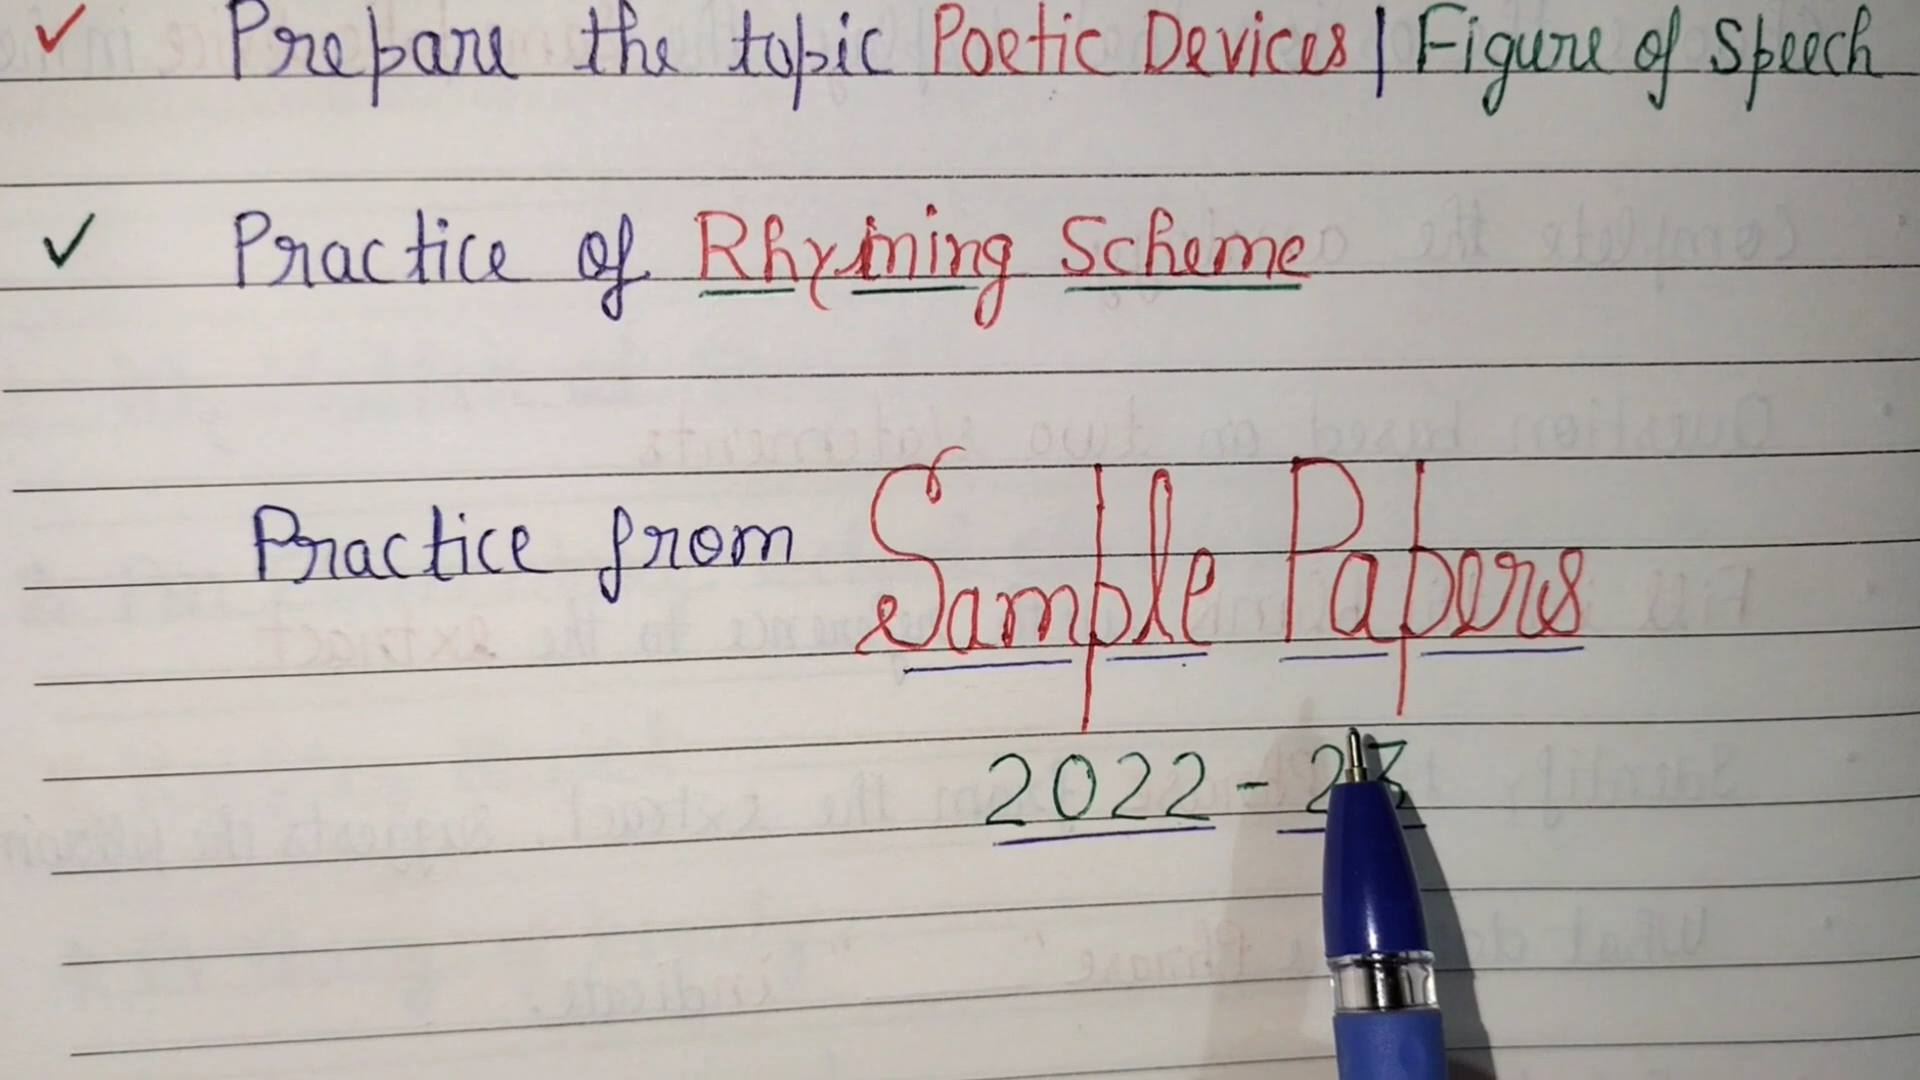 ✓ Prepare the topic Poetic Devices | Figure of Speech
✓ Practice of Rhyming Scheme
Practice from Sample Papers
2022-23